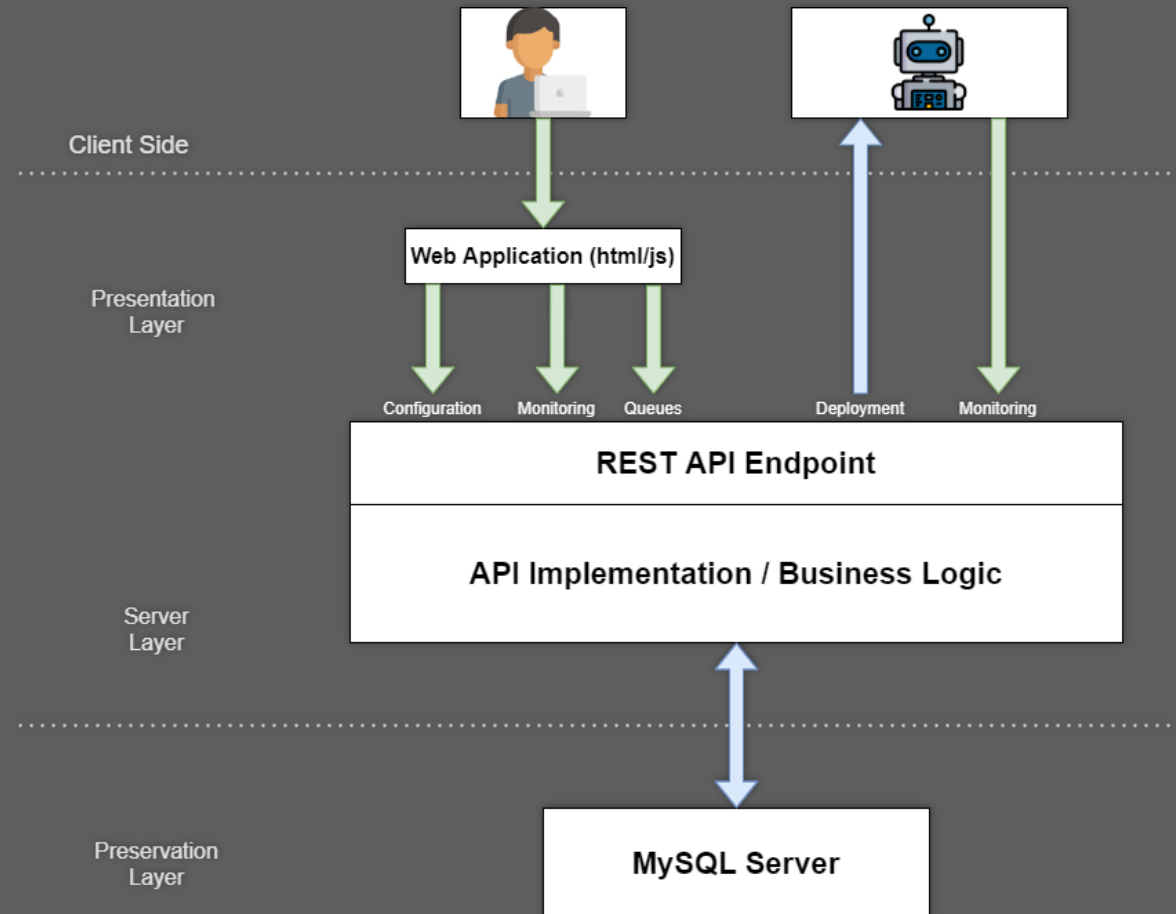 Client Side
Web Application (html/js)
Presentation
Layer
Configuration
Monitoring
Queues
Deployment
Monitoring
REST API Endpoint
API Implementation / Business Logic
Server
Layer
Preservation
Layer
MySQL Server